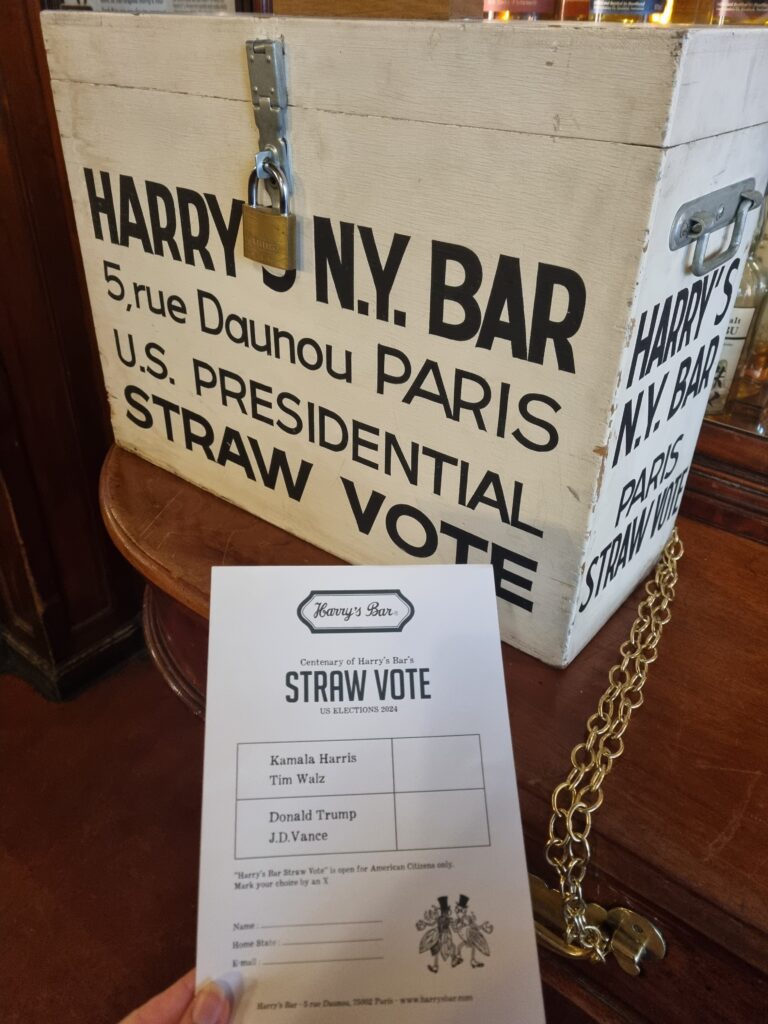 HARRY'S N.Y. BAR
5, rue Daunou PARIS
U.S. PRESIDENTIAL
STRAW VOTE
HARRY'S
N.Y. BAR
PARIS
STRAW VOTE
Harry's Bar
Centenary of Harry's Bar's
STRAW VOTE
US ELECTIONS 2024
Kamala Harris
Tim Walz
Donald Trump
J.D.Vance
"Harry's Bar Straw Vote" is open for American Citizens only.
Mark your choice by an X
Name :
Home State :
E-mail :
Harry's Bar - 5 rue Daunou, 75002 Paris - www.harrysbar.com